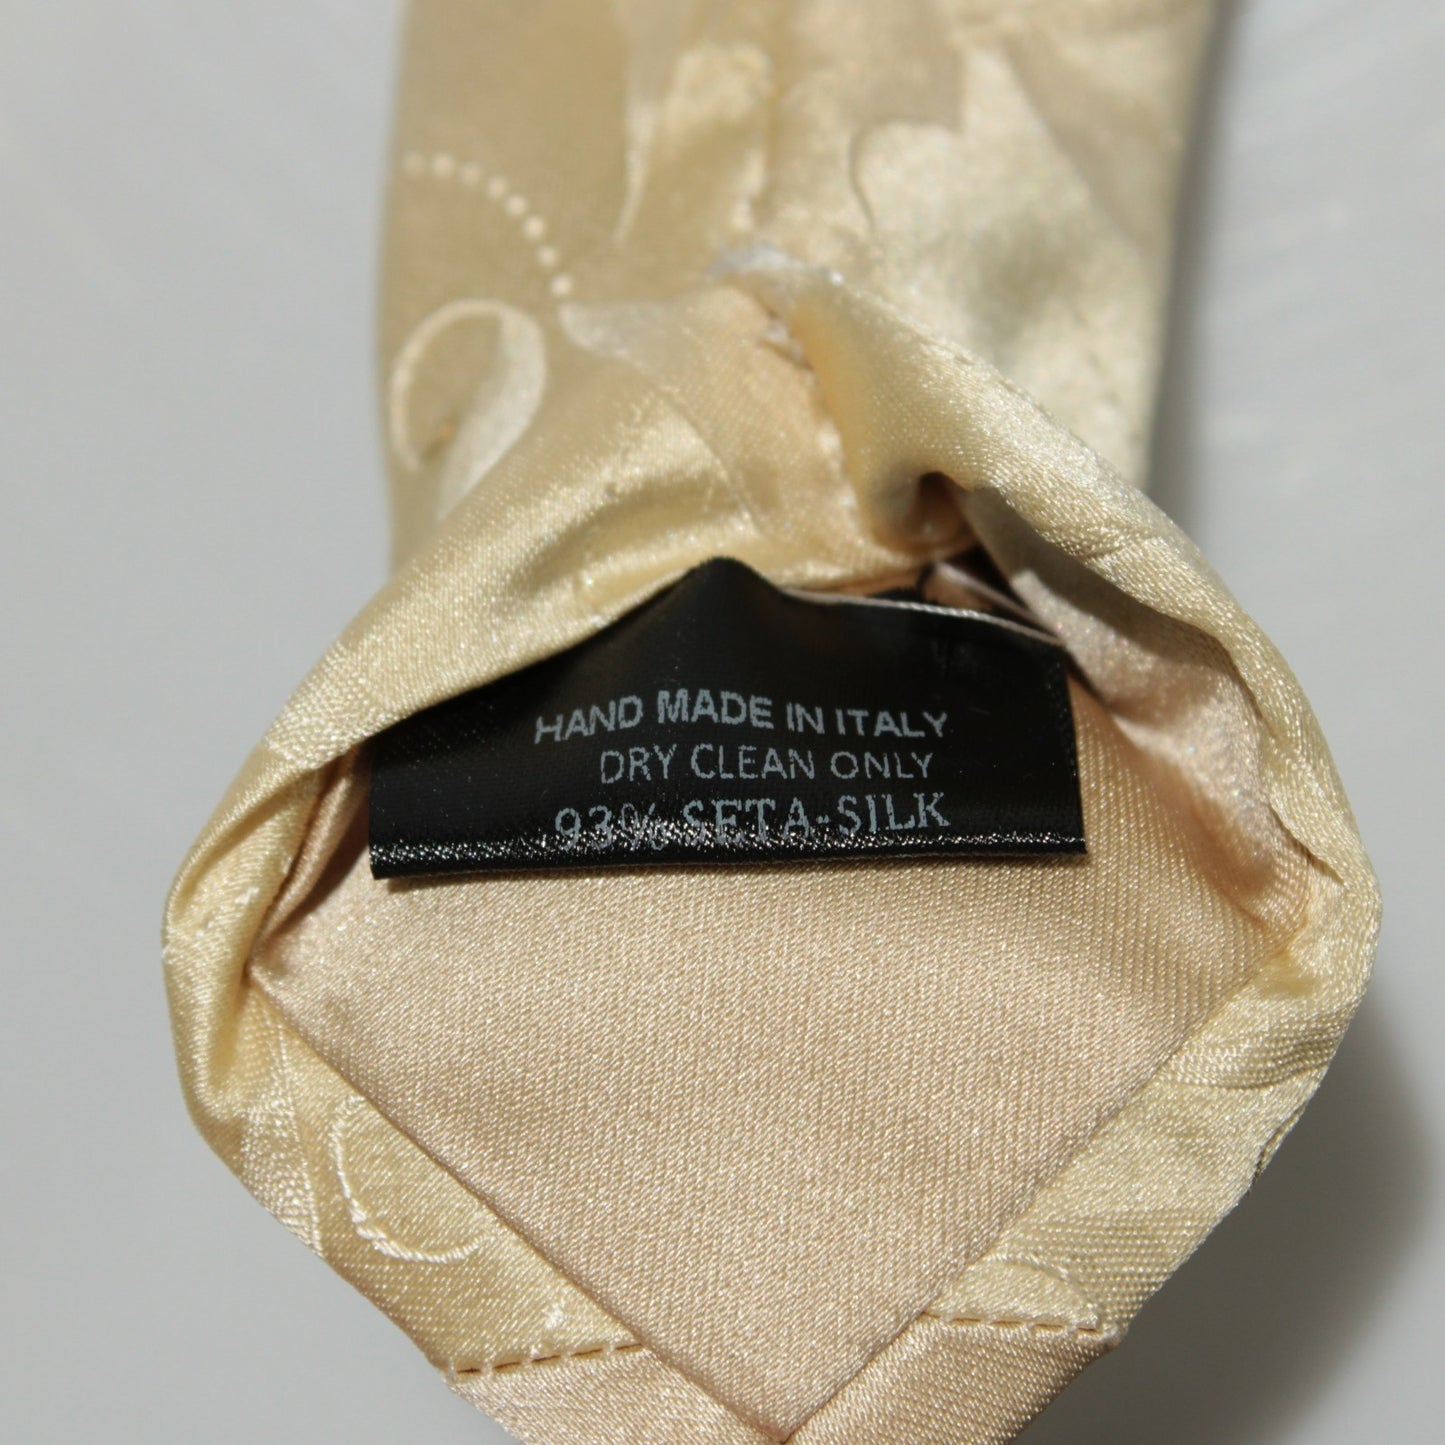 HAND MADE IN ITALY
DRY CLEAN ONLY
93% SETA-SILK